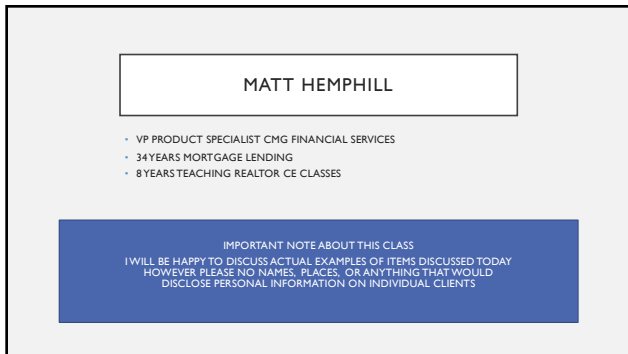 MATT HEMPHILL
• VP PRODUCT SPECIALIST CMG FINANCIAL SERVICES
• 34 YEARS MORTGAGE LENDING
• 8 YEARS TEACHING REALTOR CE CLASSES
IMPORTANT NOTE ABOUT THIS CLASS
I WILL BE HAPPY TO DISCUSS ACTUAL EXAMPLES OF ITEMS DISCUSSED TODAY
HOWEVER PLEASE NO NAMES, PLACES, OR ANYTHING THAT WOULD
DISCLOSE PERSONAL INFORMATION ON INDIVIDUAL CLIENTS